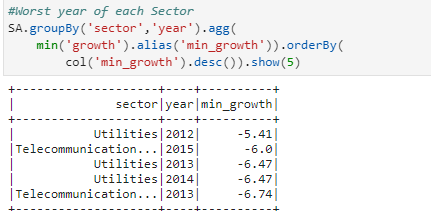 #Worst year of each Sector
SA.groupBy('sector','year').agg(
    min('growth').alias('min_growth')).orderBy(
        col('min_growth').desc()).show(5)
+--------------------+----+----------+
|              sector|year|min_growth|
+--------------------+----+----------+
|           Utilities|2012|     -5.41|
|Telecommunication...|2015|      -6.0|
|           Utilities|2013|     -6.47|
|           Utilities|2014|     -6.47|
|Telecommunication...|2013|     -6.74|
+--------------------+----+----------+